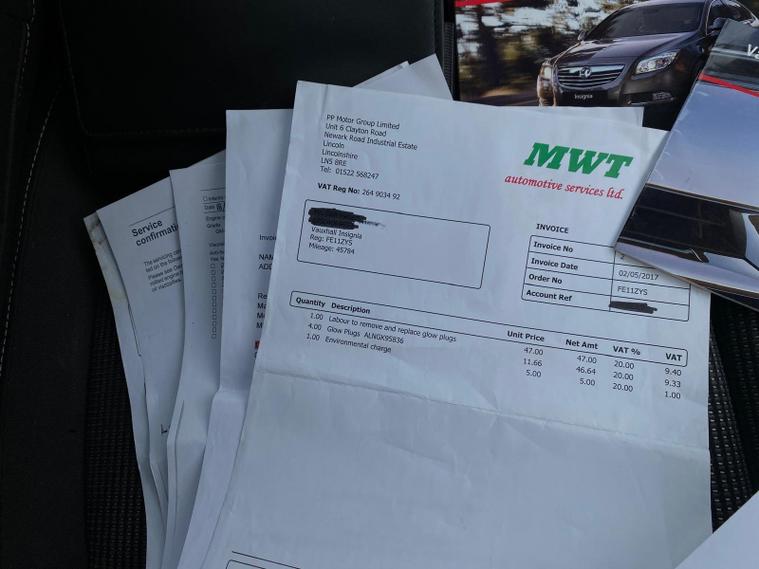 PP Motor Group Limited
Unit 6 Clayton Road
Newark Road Industrial Estate
Lincoln
Lincolnshire
LN5 8RE
Tel: 01522 568247
VAT Reg No: 264 9034 92
MWT
automotive services ltd.
Vauxhall Insignia
Reg: FE11ZYS
Mileage: 45784
INVOICE
Invoice No
Invoice Date 02/05/2017
Order No FE11ZYS
Account Ref
Quantity Description Unit Price Net Amt VAT % VAT
1.00 Labour to remove and replace glow plugs 47.00 47.00 20.00 9.40
4.00 Glow Plugs ALNGK95836 11.66 46.64 20.00 9.33
1.00 Environmental charge 5.00 5.00 20.00 1.00
Service
Insignia